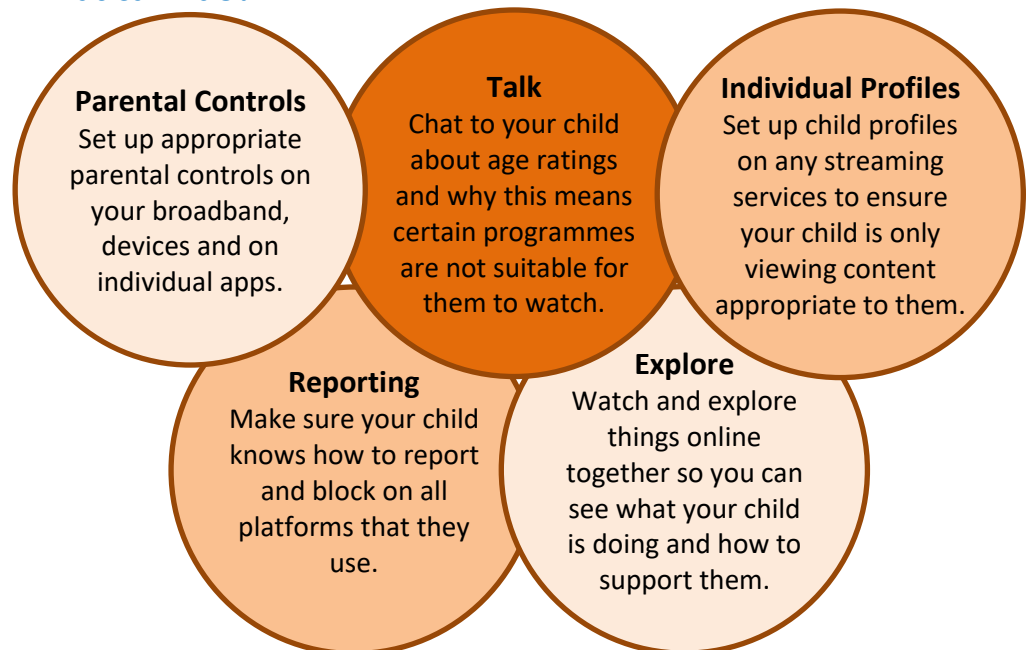 Parental Controls
Set up appropriate
parental controls on
your broadband,
devices and on
individual apps.
Talk
Chat to your child
about age ratings
and why this means
certain programmes
are not suitable for
them to watch.
Individual Profiles
Set up child profiles
on any streaming
services to ensure
your child is only
viewing content
appropriate to them.
Reporting
Make sure your child
knows how to report
and block on all
platforms that they
use.
Explore
Watch and explore
things online
together so you can
see what your child
is doing and how to
support them.